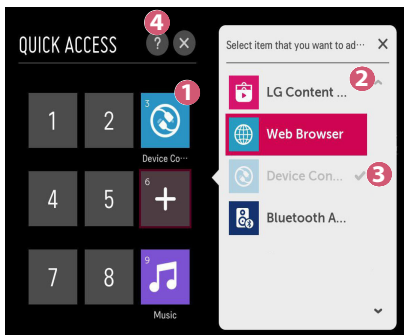 QUICK ACCESS
4
?
1
2
3
1
Device Co···
4
5
6
+
7
8
9
Music
Select item that you want to ad···
2
LG Content ...
Web Browser
Device Con...
3
Bluetooth A...